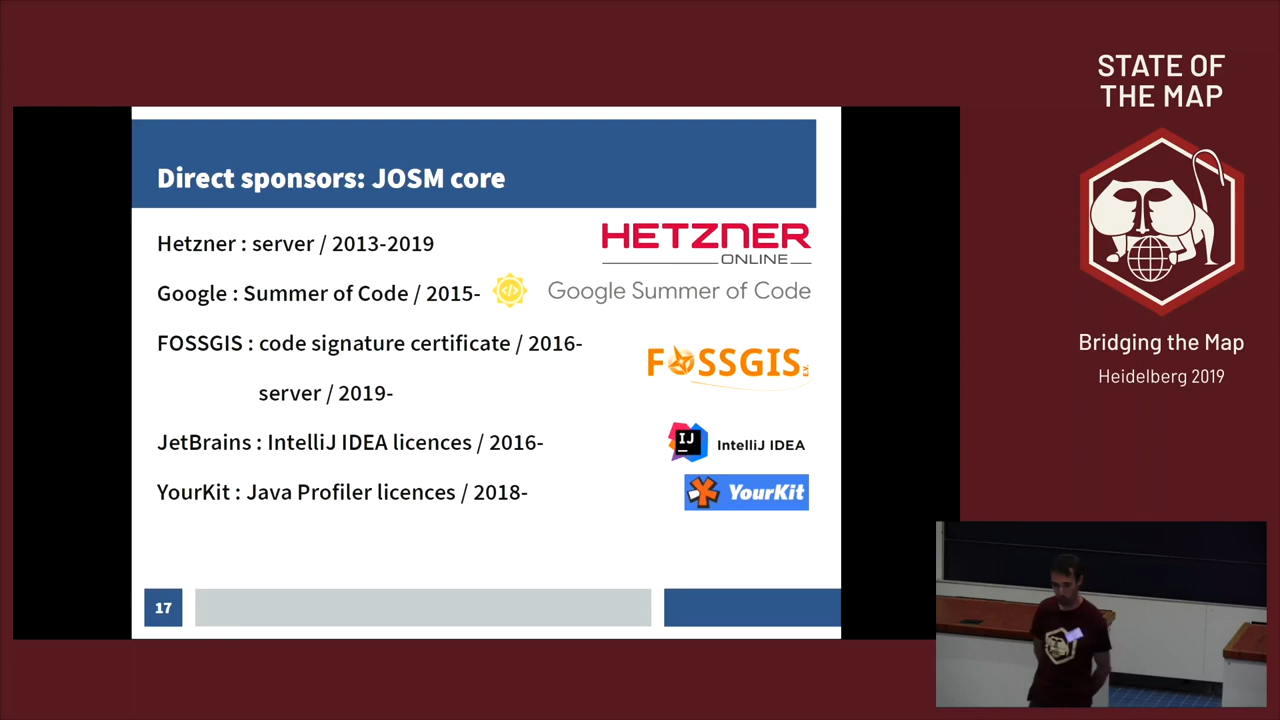 STATE OF
THE MAP
Direct sponsors: JOSM core
Hetzner : server / 2013-2019
HETZNER
ONLINE
Google : Summer of Code / 2015-
</>
Google Summer of Code
FOSSGIS : code signature certificate / 2016-
FOSSGIS e.V.
server / 2019-
JetBrains : IntelliJ IDEA licences / 2016-
IJ
IntelliJ IDEA
YourKit : Java Profiler licences / 2018-
YourKit
17
Bridging the Map
Heidelberg 2019